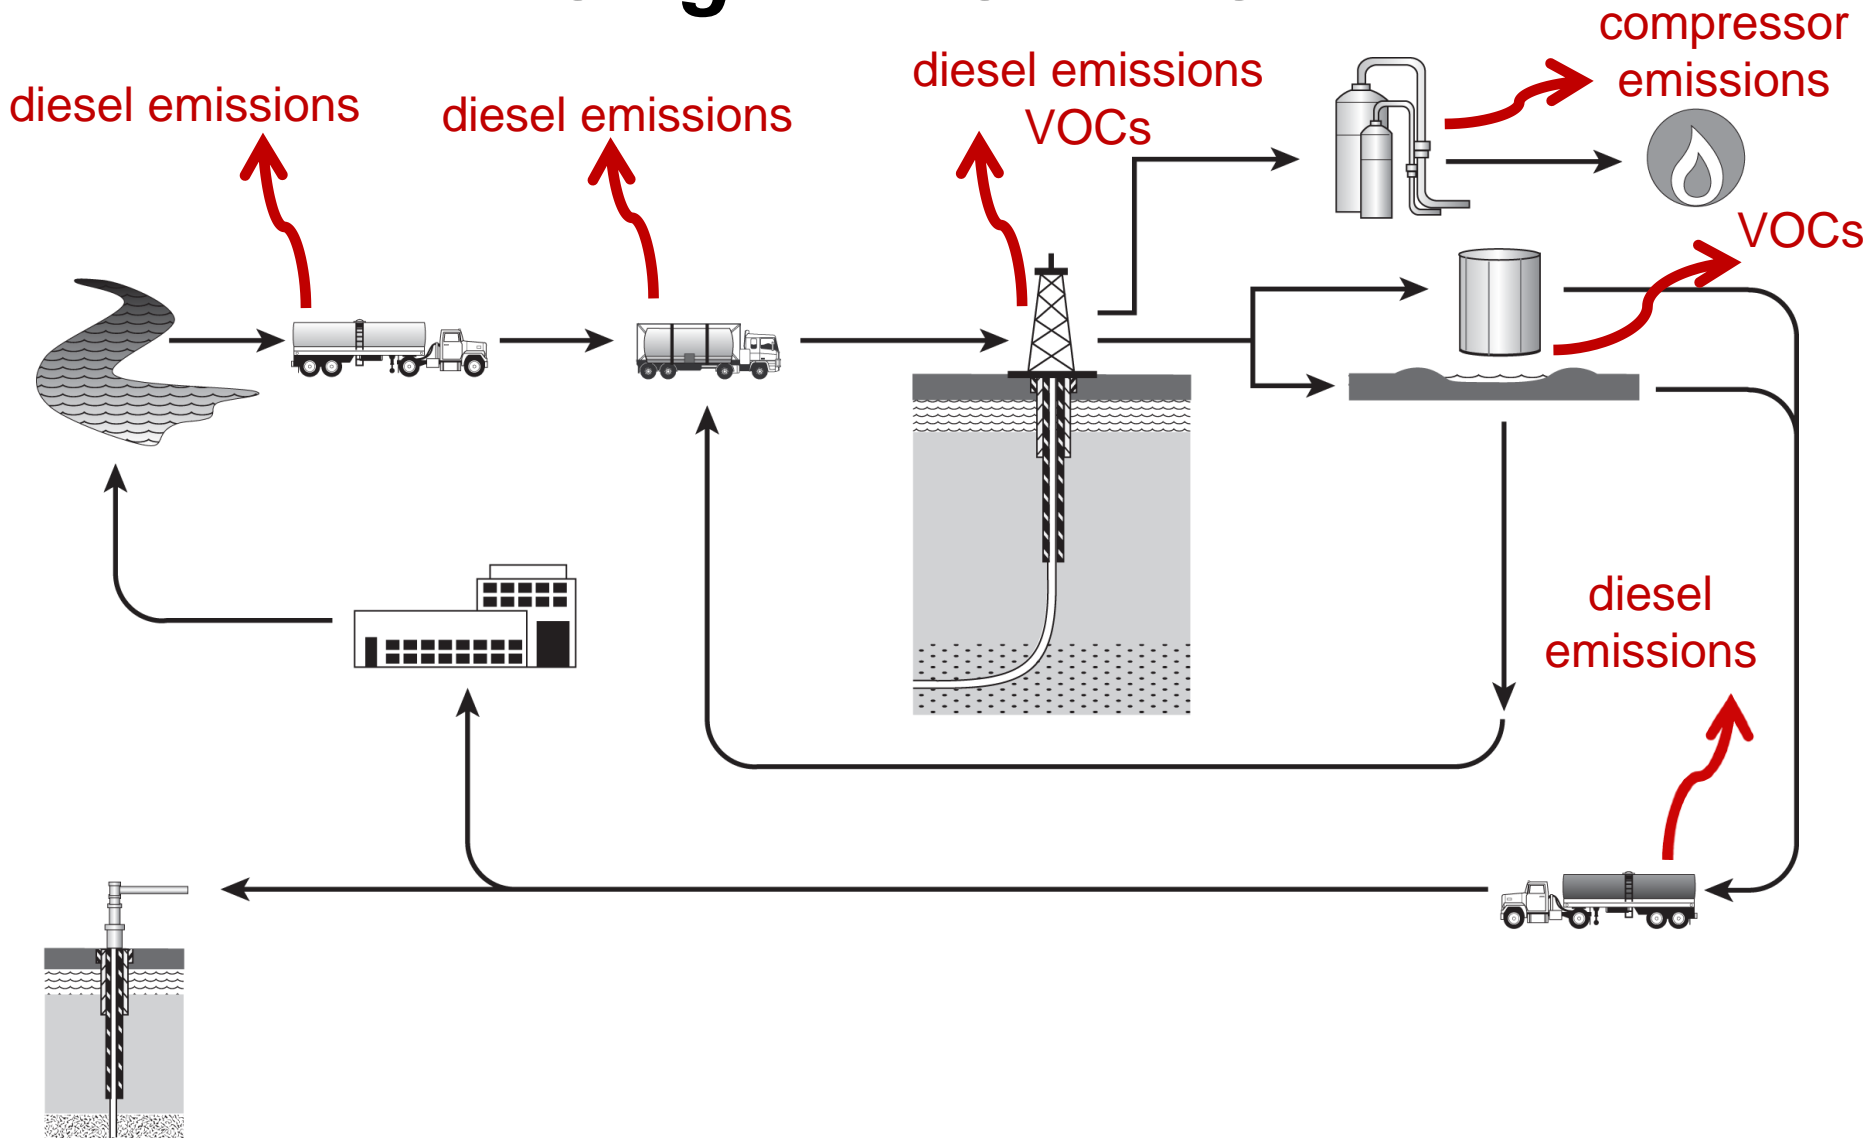 compressor
emissions
diesel emissions
VOCs
diesel emissions
diesel emissions
VOCs
diesel
emissions